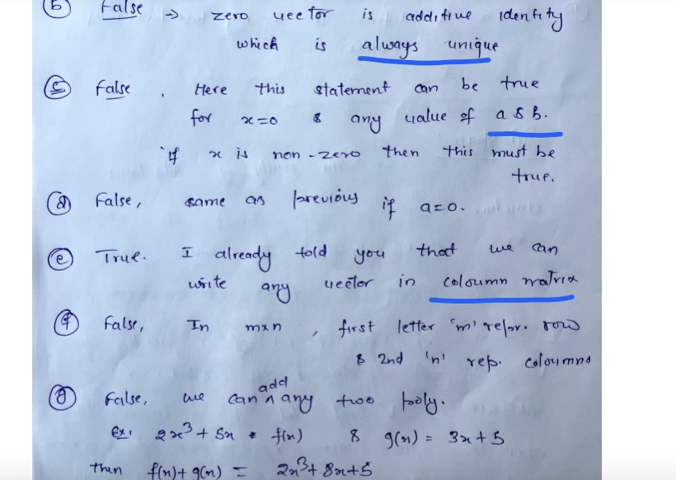 (b) False → zero vector is additive identity
which is always unique
(c) False. Here this statement can be true
for x=0 & any value of a & b.
if x is non-zero then this must be
true.
(d) False, same as previous if a=0.
(e) True. I already told you that we can
write any vector in coloumn matrix
(f) False, In mxn, first letter 'm' repr. row
& 2nd 'n' rep. coloumns
(g) False, we can add any two poly.
Ex: 2x³+5x = f(x) & g(x) = 3x+5
then f(x)+g(x) = 2x³+8x+5